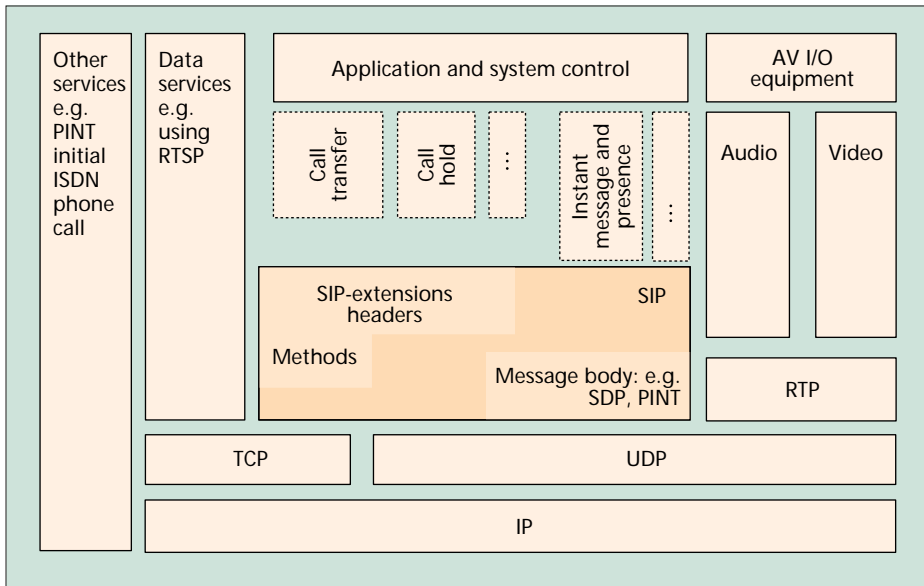 Other
services
e.g.
PINT
initial
ISDN
phone
call
Data
services
e.g.
using
RTSP
Application and system control
AV I/O
equipment
Call
transfer
Call
hold
...
Instant
message and
presence
...
Audio
Video
SIP-extensions
headers
SIP
Methods
Message body: e.g.
SDP, PINT
RTP
TCP
UDP
IP